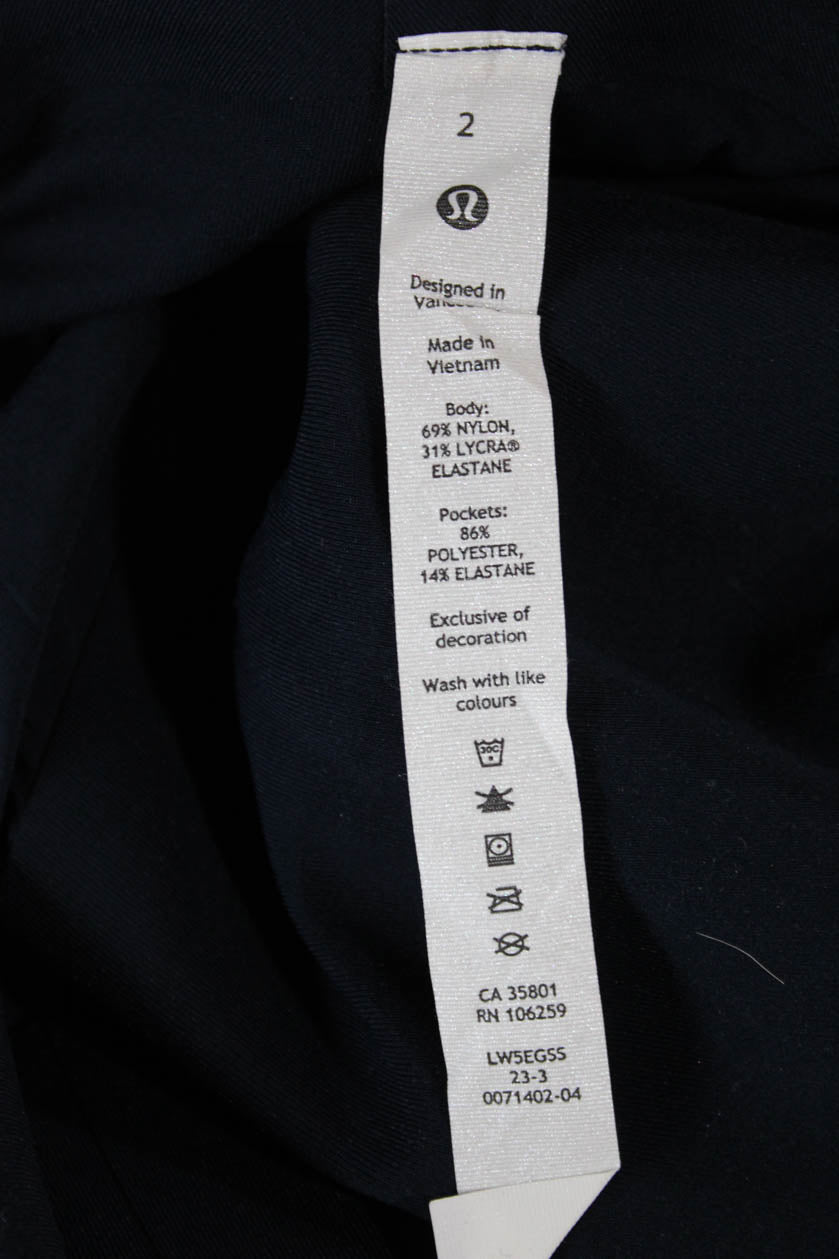 2
Designed in
Made in
Vietnam
Body:
69% NYLON,
31% LYCRA®
ELASTANE
Pockets:
86%
POLYESTER,
14% ELASTANE
Exclusive of
decoration
Wash with like
colours
30C
CA 35801
RN 106259
LW5EGSS
23-3
0071402-04